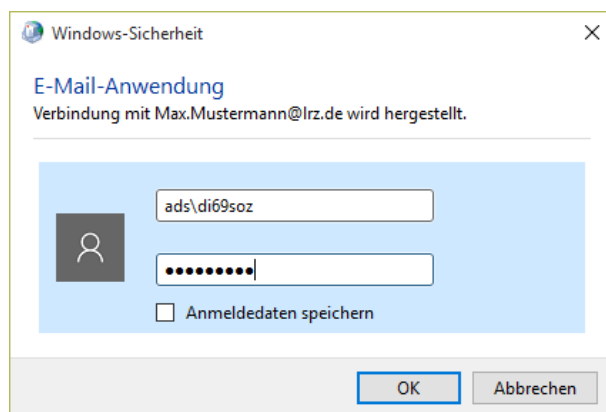 Windows-Sicherheit
E-Mail-Anwendung
Verbindung mit Max.Mustermann@lrz.de wird hergestellt.
ads\di69soz
●●●●●●●●●
Anmeldedaten speichern
OK
Abbrechen